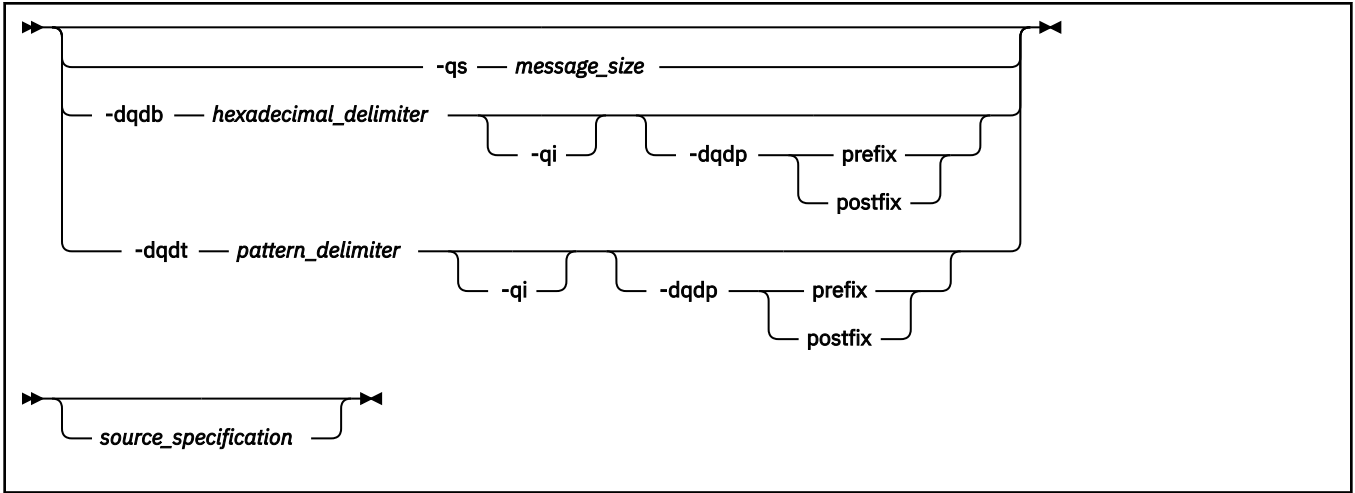 -qs message_size
-dqdb hexadecimal_delimiter
-qi -dqdp prefix
postfix
-dqdt pattern_delimiter
-qi -dqdp prefix
postfix
source_specification